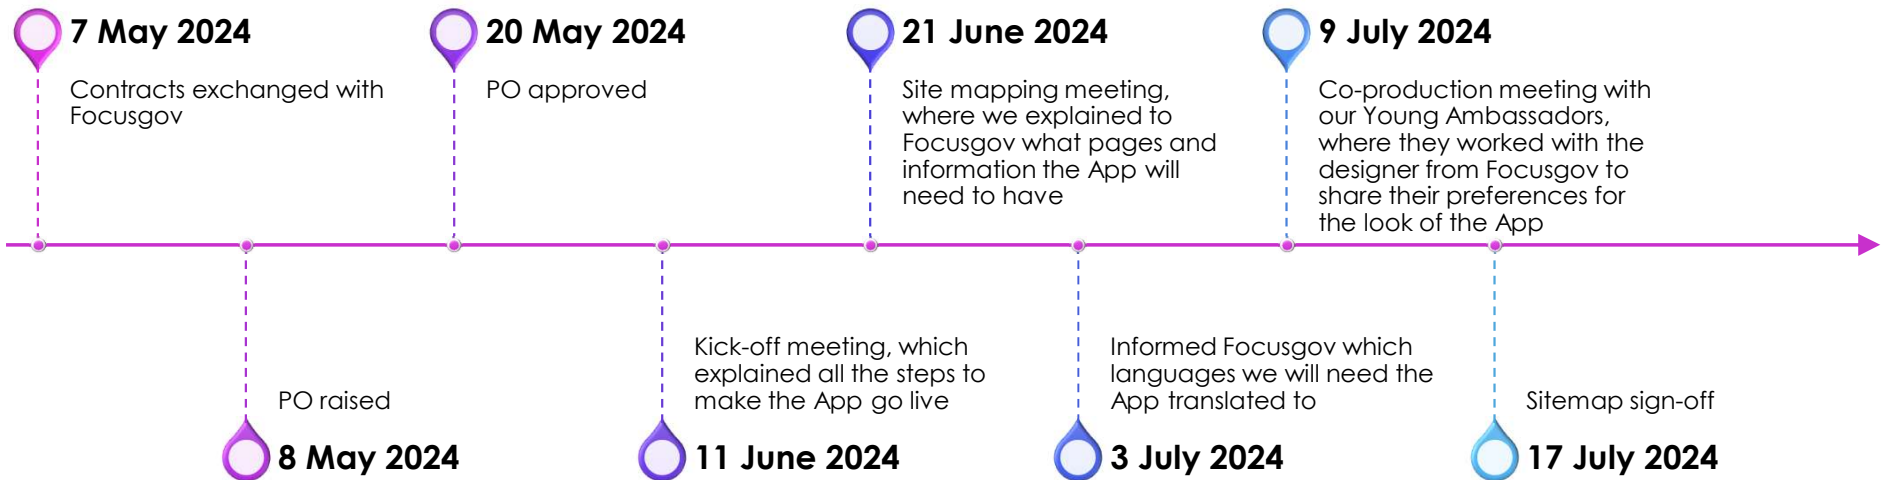 7 May 2024
Contracts exchanged with
Focusgov
8 May 2024
PO raised
20 May 2024
PO approved
11 June 2024
Kick-off meeting, which
explained all the steps to
make the App go live
21 June 2024
Site mapping meeting,
where we explained to
Focusgov what pages and
information the App will
need to have
3 July 2024
Informed Focusgov which
languages we will need the
App translated to
9 July 2024
Co-production meeting with
our Young Ambassadors,
where they worked with the
designer from Focusgov to
share their preferences for
the look of the App
17 July 2024
Sitemap sign-off